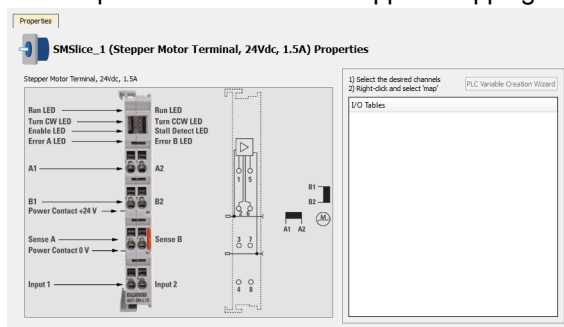 Properties
SMSlice_1 (Stepper Motor Terminal, 24Vdc, 1.5A) Properties
Stepper Motor Terminal, 24Vdc, 1.5A
1) Select the desired channels
2) Right-click and select 'map'
PLC Variable Creation Wizard
I/O Tables
Run LED
Turn CW LED
Enable LED
Error A LED
Run LED
Turn CCW LED
Stall Detect LED
Error B LED
A1
A2
B1
B2
Power Contact +24 V
Sense A
Sense B
Power Contact 0 V
Input 1
Input 2
1 5
2 6
3 7
4 8
B1
B2
M
A1 A2